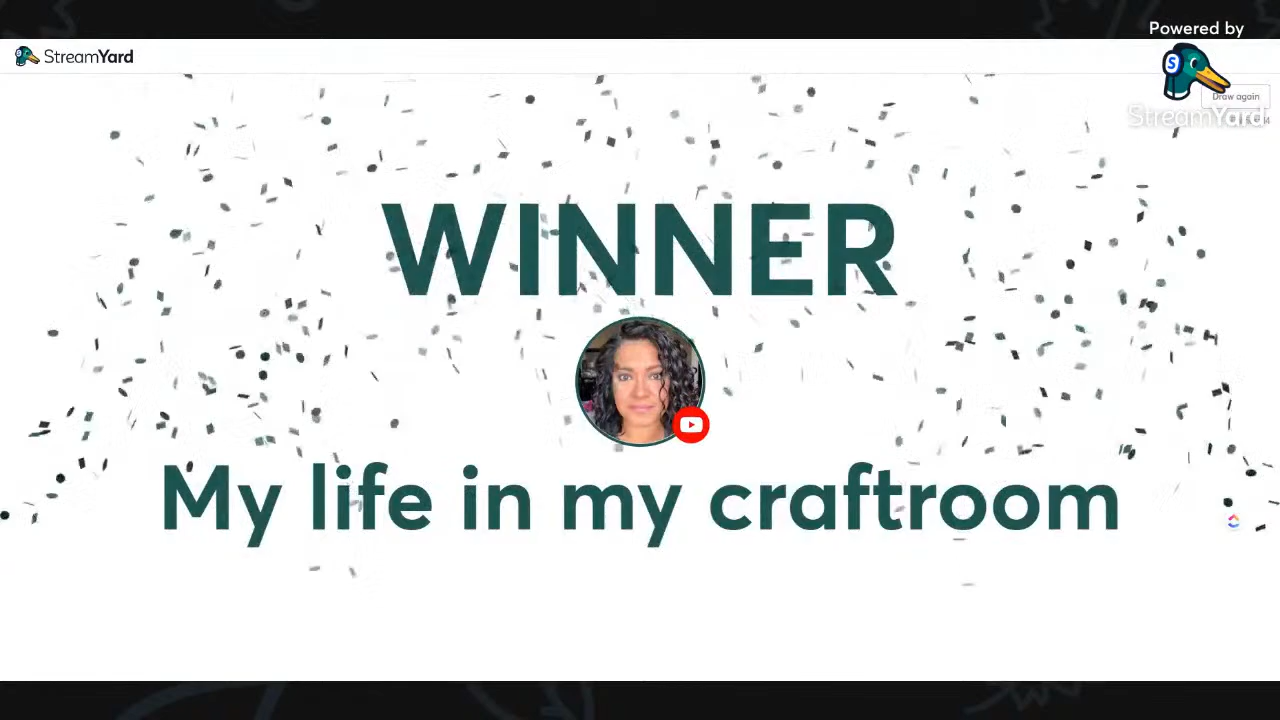 Powered by
StreamYard
S
Draw again
StreamYard
WINNER
My life in my craftroom